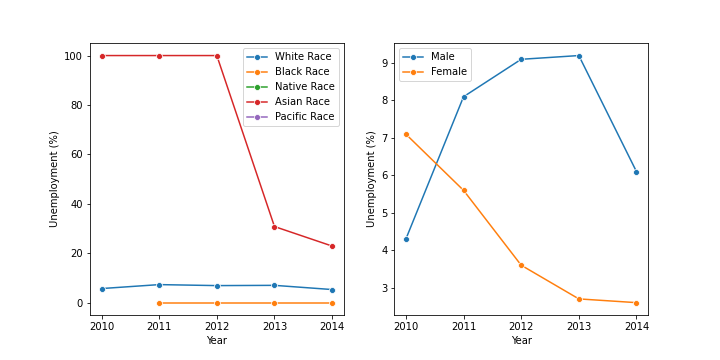 100
80
60
40
20
0
Unemployment (%)
2010 2011 2012 2013 2014
Year
White Race
Black Race
Native Race
Asian Race
Pacific Race
9
8
7
6
5
4
3
Unemployment (%)
2010 2011 2012 2013 2014
Year
Male
Female